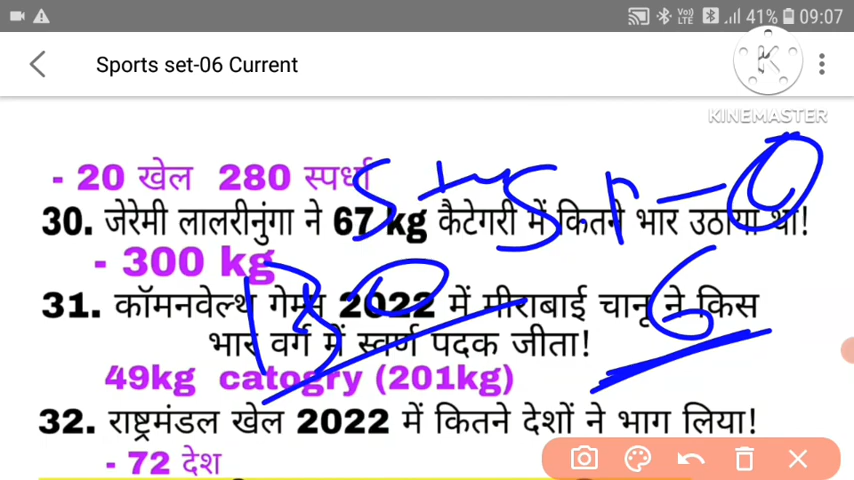 41% 09:07
Sports set-06 Current
KINEMASTER
- 20 खेल 280 स्पर्धा
30. जेरेमी लालरीनुंगा ने 67 kg कैटेगरी में कितने भार उठाया था!
- 300 kg
31. कॉमनवेल्थ गेम्स 2022 में मीराबाई चानू ने किस
भार वर्ग में स्वर्ण पदक जीता!
49kg catogry (201kg)
32. राष्ट्रमंडल खेल 2022 में कितने देशों ने भाग लिया!
- 72 देश